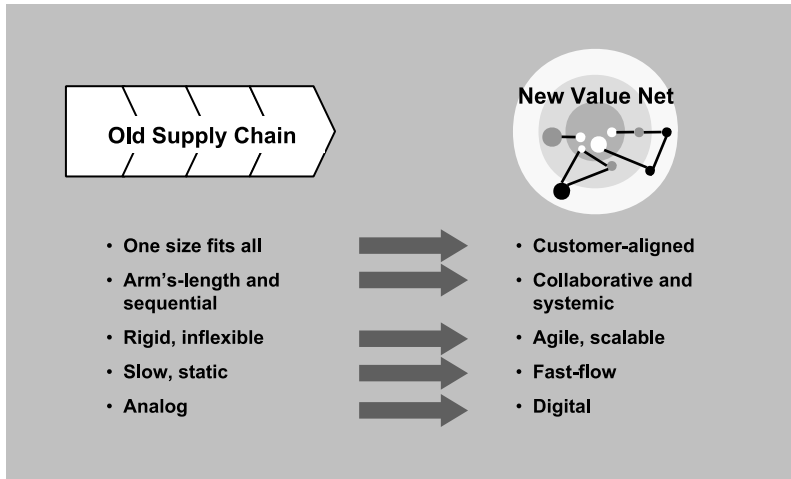 Old Supply Chain
New Value Net
• One size fits all
• Customer-aligned
• Arm's-length and
sequential
• Collaborative and
systemic
• Rigid, inflexible
• Agile, scalable
• Slow, static
• Fast-flow
• Analog
• Digital